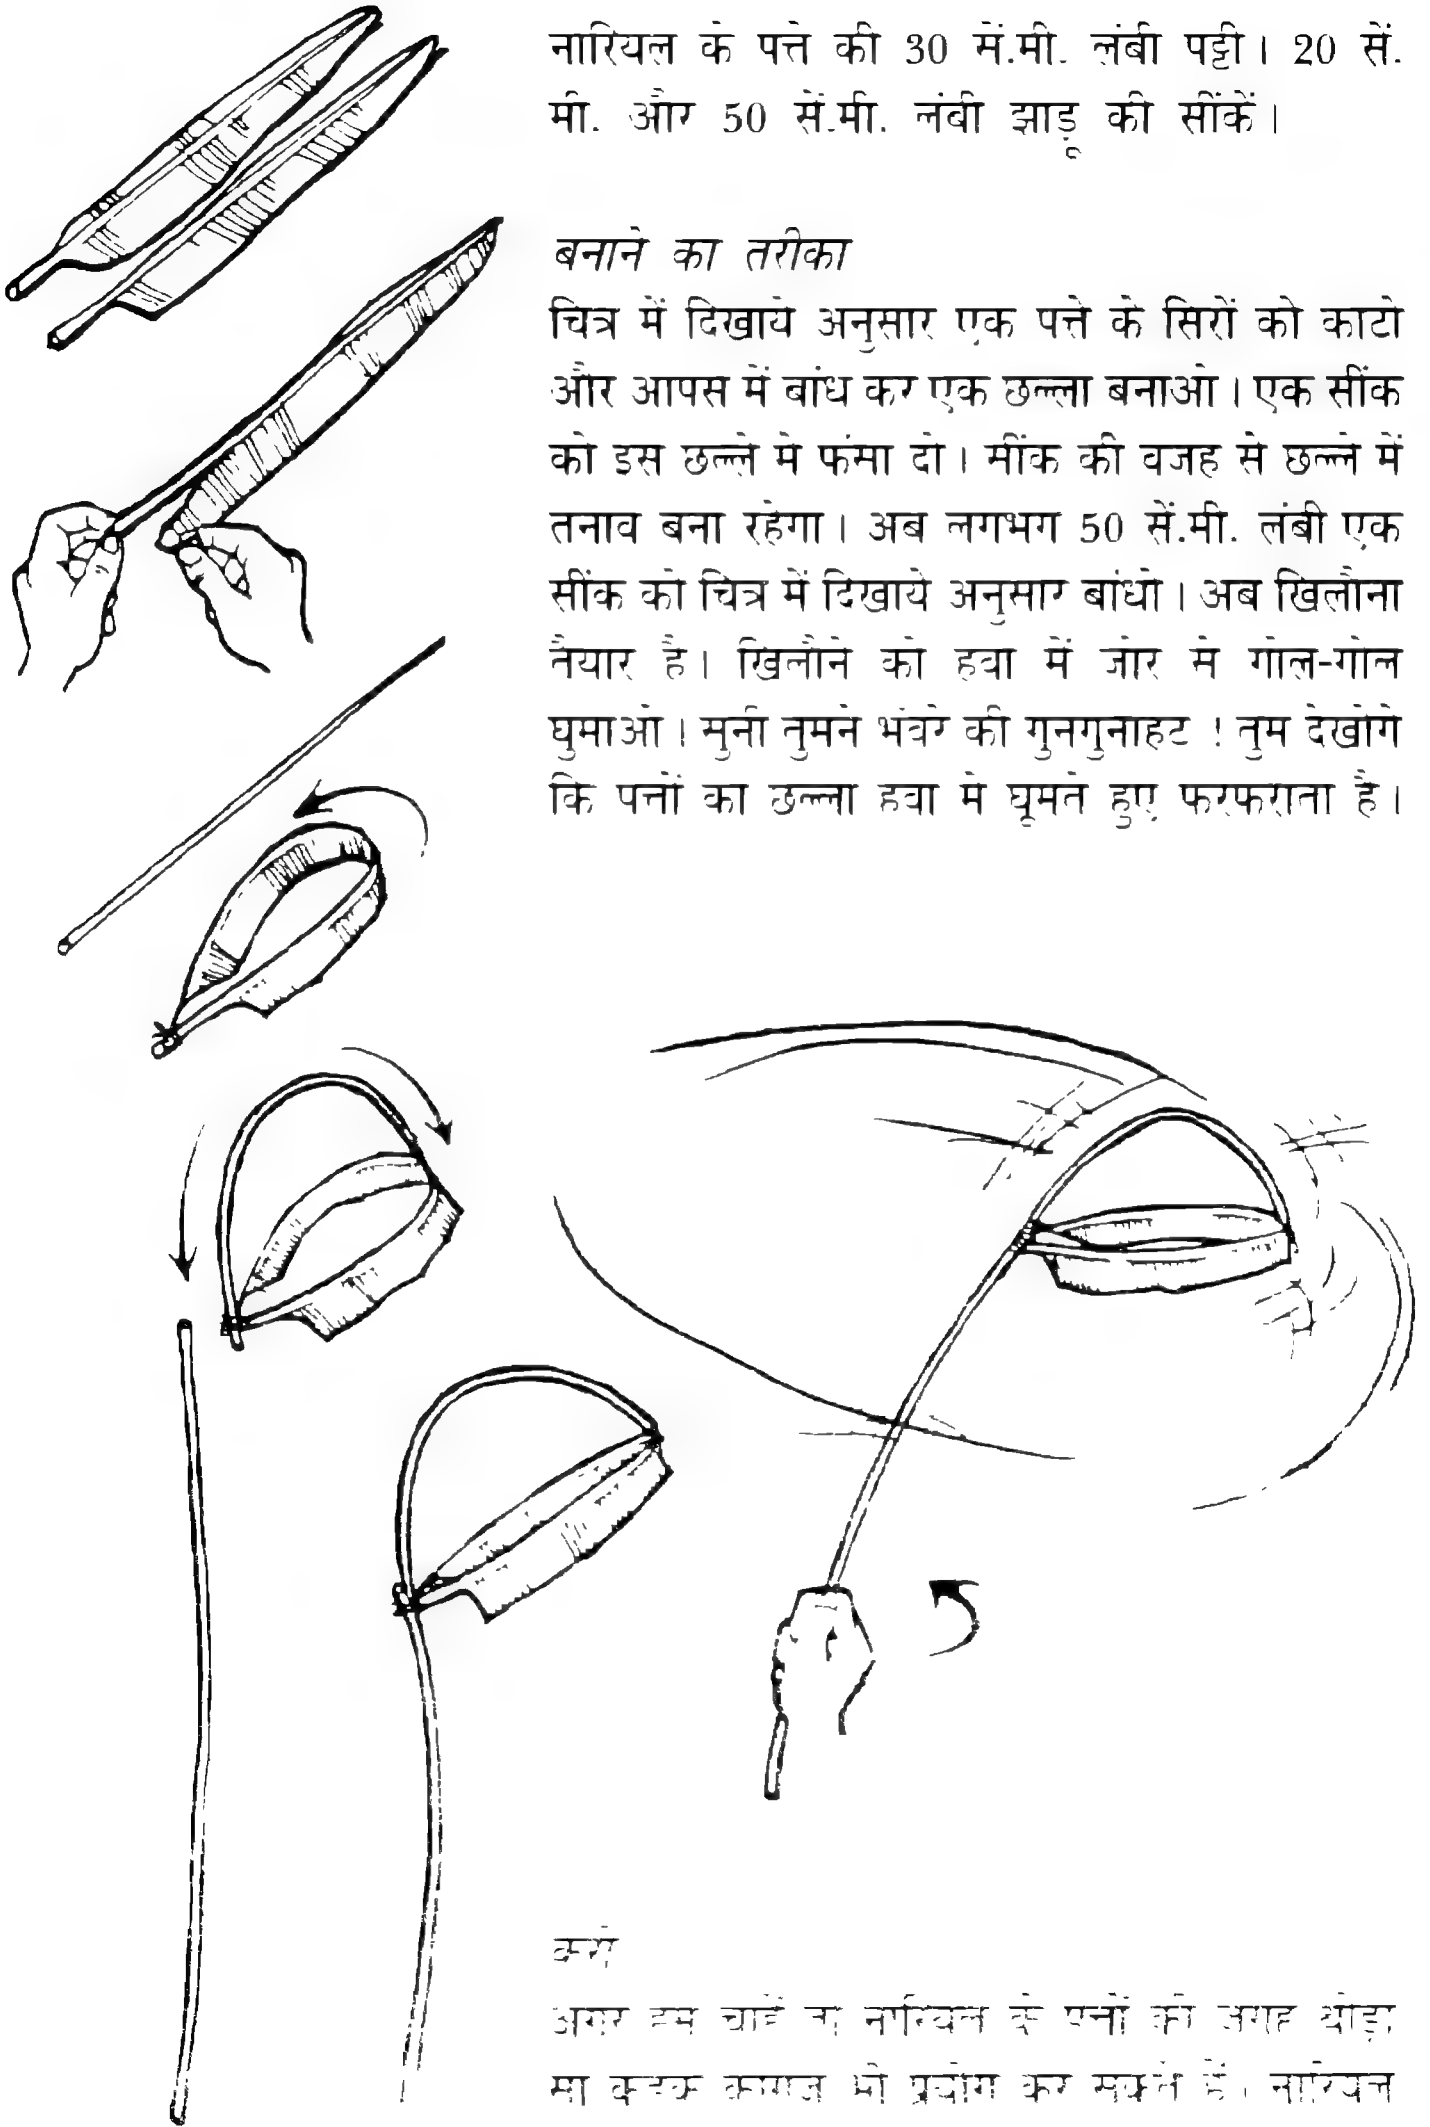 नारियल के पत्ते की 30 सें.मी. लंबी पट्टी। 20 सें.
मी. और 50 सें.मी. लंबी झाड़ू की सींकें।
बनाने का तरीका
चित्र में दिखाये अनुसार एक पत्ते के सिरों को काटो
और आपस में बांध कर एक छल्ला बनाओ। एक सींक
को इस छल्ले में फंसा दो। सींक की वजह से छल्ले में
तनाव बना रहेगा। अब लगभग 50 सें.मी. लंबी एक
सींक को चित्र में दिखाये अनुसार बांधो। अब खिलौना
तैयार है। खिलौने को हवा में जोर से गोल-गोल
घुमाओ। सुनी तुमने भंवरे की गुनगुनाहट ! तुम देखोगे
कि पत्तों का छल्ला हवा में घूमते हुए फरफराता है।
करो
अगर हम चाहें तो नारियल के पत्तों की जगह थोड़ा
सा कड़क कागज भी प्रयोग कर सकते हैं। नारियल